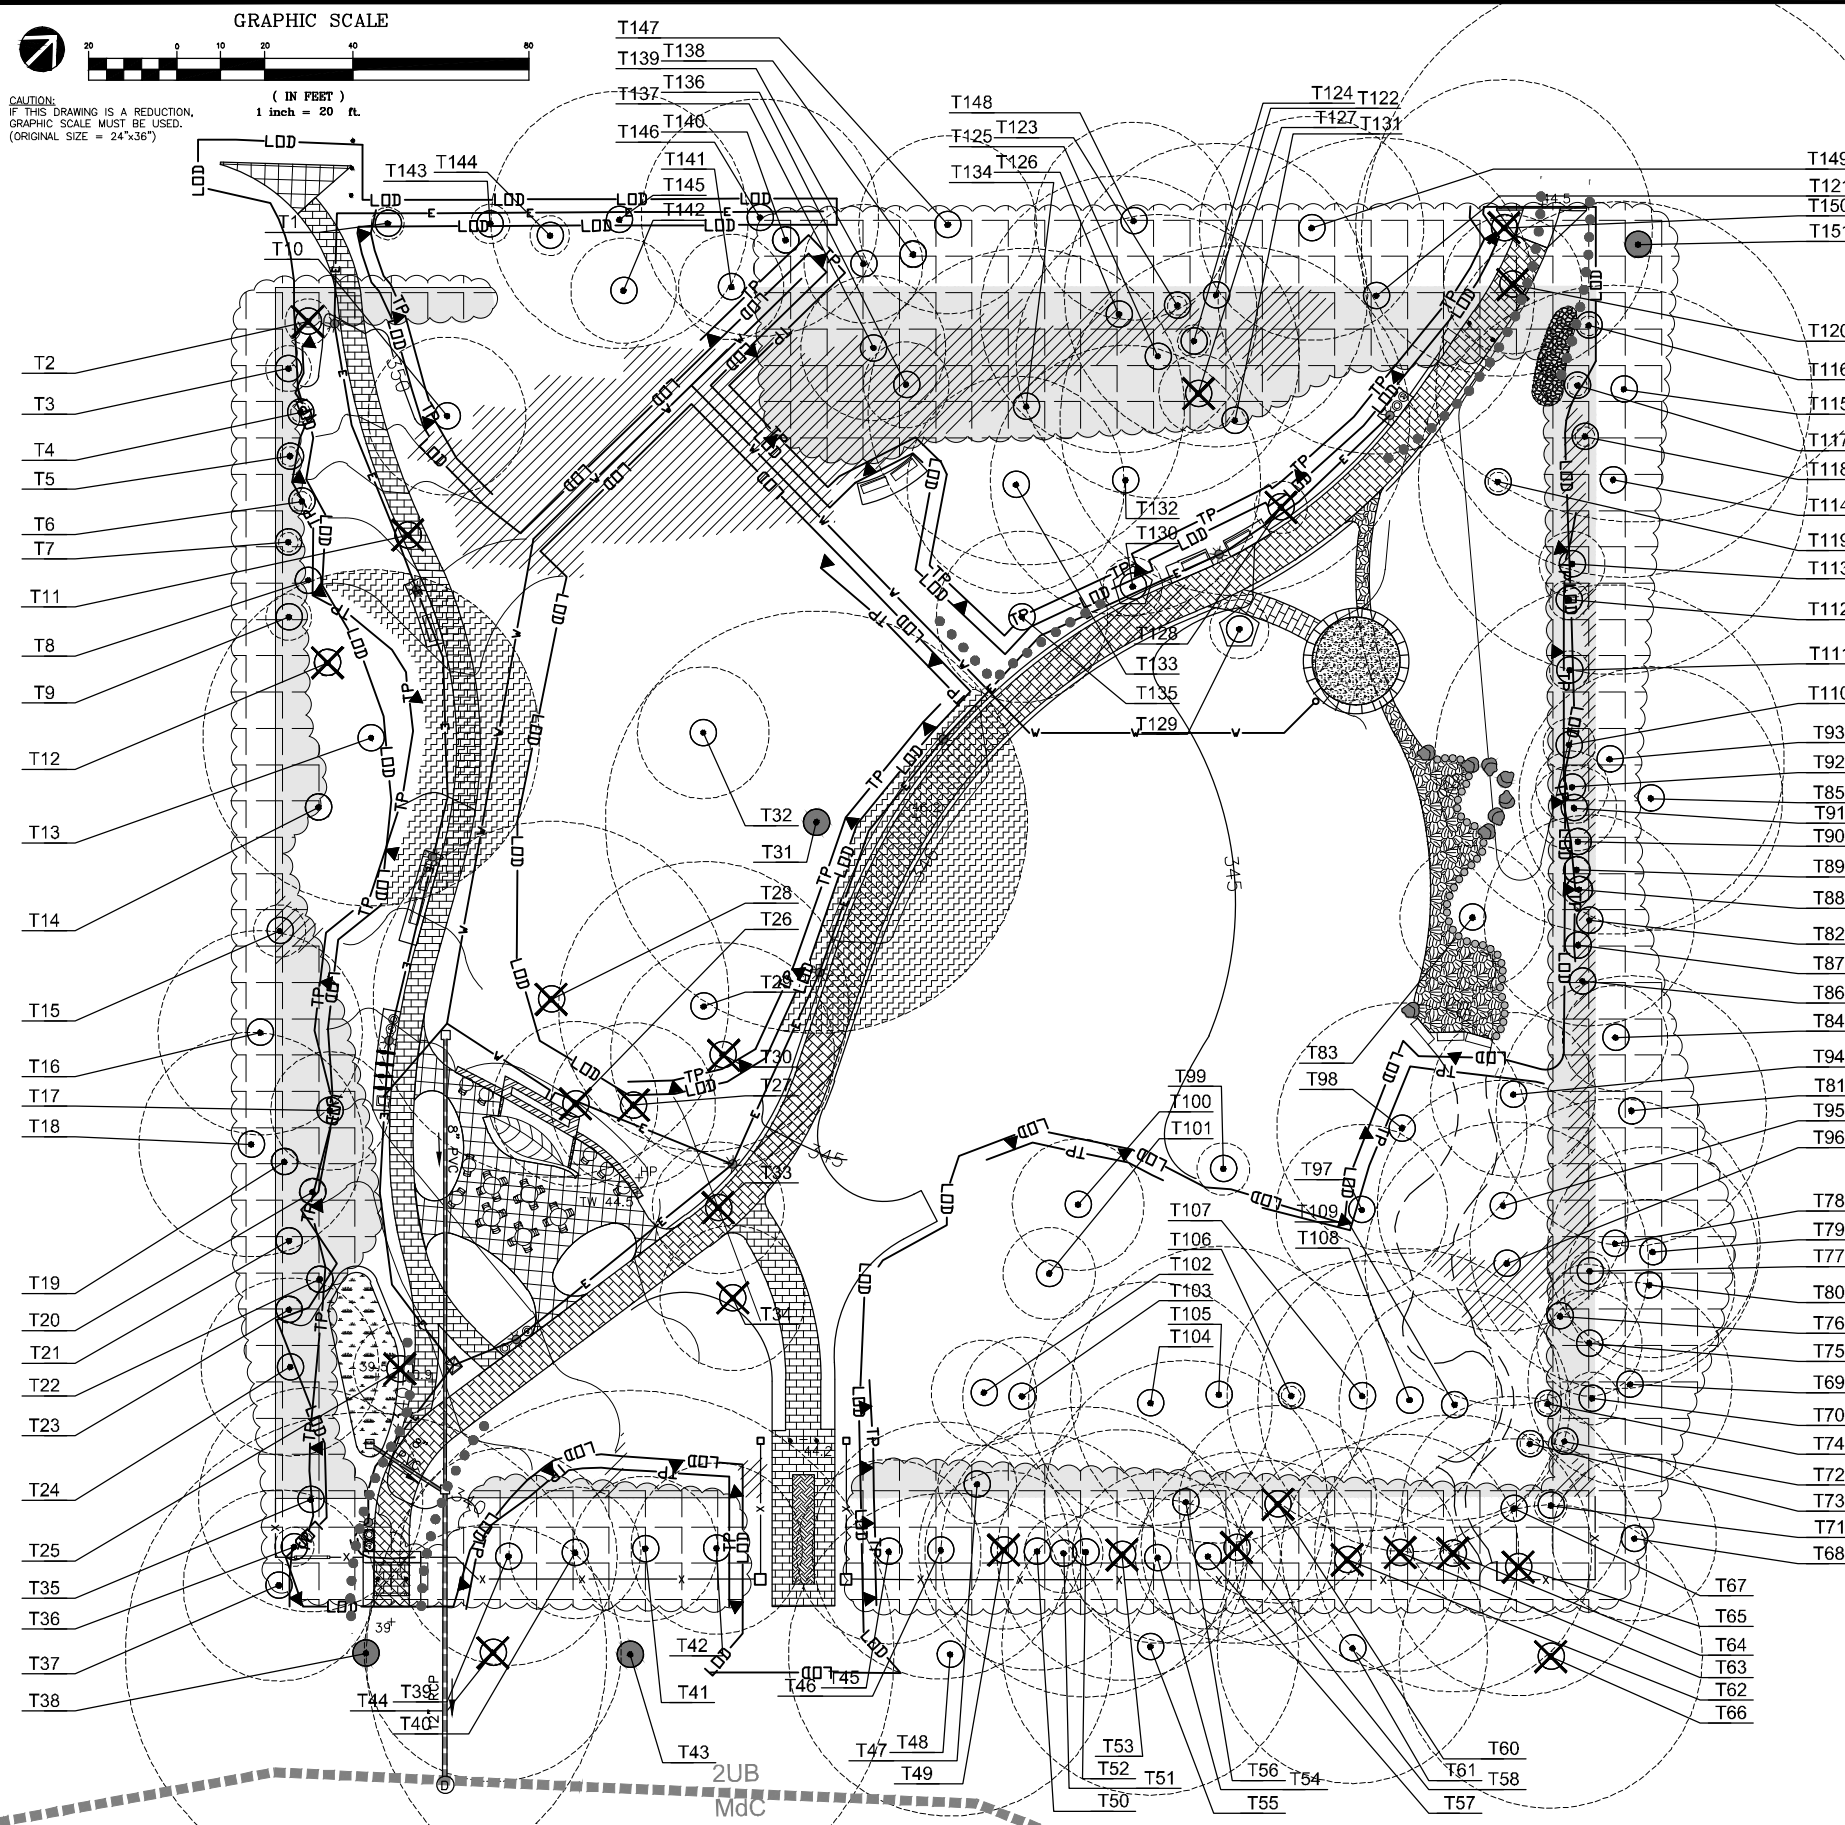 GRAPHIC SCALE
20 0 10 20 40 80
( IN FEET )
1 inch = 20 ft.
CAUTION:
IF THIS DRAWING IS A REDUCTION,
GRAPHIC SCALE MUST BE USED.
(ORIGINAL SIZE = 24"x36")
T147
T139 T138
T136
T137
T146 T140
T141
T145
T142
T143 T144
T148
T125 T123
T134 T126
T124 T122
T127 T131
T149
T121
T150
T151
T1
T10
T2
T3
T4
T5
T6
T7
T11
T8
T9
T12
T13
T14
T15
T16
T17
T18
T19
T20
T21
T22
T23
T24
T25
T35
T36
T37
T38
T120
T116
T115
T117
T118
T114
T119
T113
T112
T111
T110
T93
T92
T85
T91
T90
T89
T88
T82
T87
T86
T84
T94
T81
T95
T96
T78
T79
T77
T80
T76
T75
T69
T70
T74
T72
T73
T71
T68
T67
T65
T64
T63
T62
T66
T132
T130
T128
T133
T135
T129
T32
T31
T28
T26
T29
T30
T27
T33
T34
T83
T98
T97
T109
T108
T99
T100
T101
T107
T106
T102
T103
T105
T104
350
345
345
8" PVC
HP
TW 44.5
44.5
44.2
39.5
39
12" RCP
LOD
TP
E
W
X
D
T42
T41
T39
T44
T40
T43
T46 T45
T47 T48
T49
T53
T52 T51
T50
T56 T54
T55
T60
T61 T58
T57
2UB
MdC